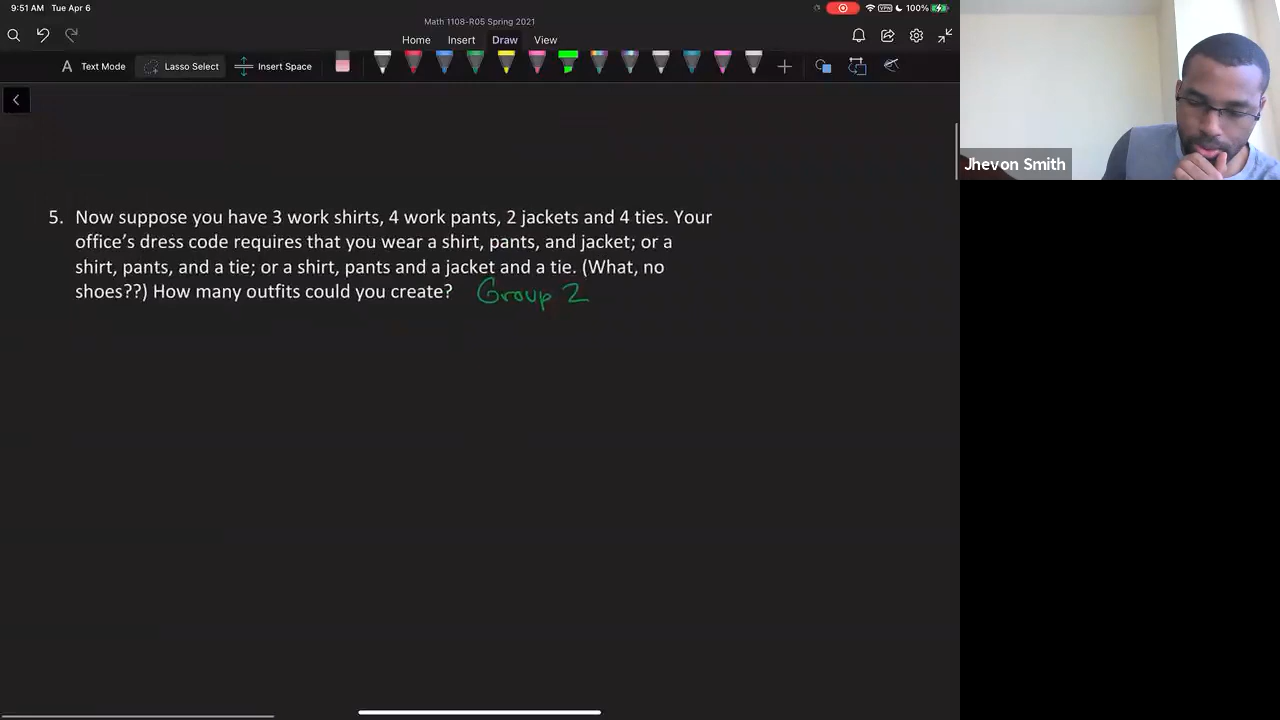 9:51 AM Tue Apr 6
VPN 100%
Math 1108-R05 Spring 2021
Home Insert Draw View
A Text Mode Lasso Select Insert Space
Jhevon Smith
5. Now suppose you have 3 work shirts, 4 work pants, 2 jackets and 4 ties. Your
office's dress code requires that you wear a shirt, pants, and jacket; or a
shirt, pants, and a tie; or a shirt, pants and a jacket and a tie. (What, no
shoes??) How many outfits could you create? Group 2